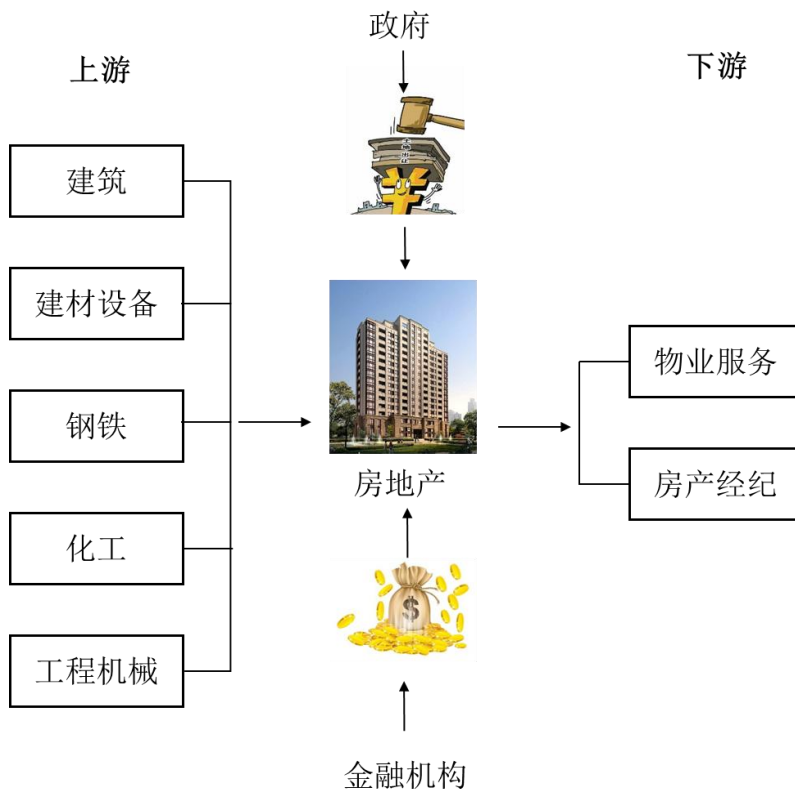 政府
上游
下游
建筑
建材设备
钢铁
化工
工程机械
物业服务
房产经纪
房地产
$
金融机构